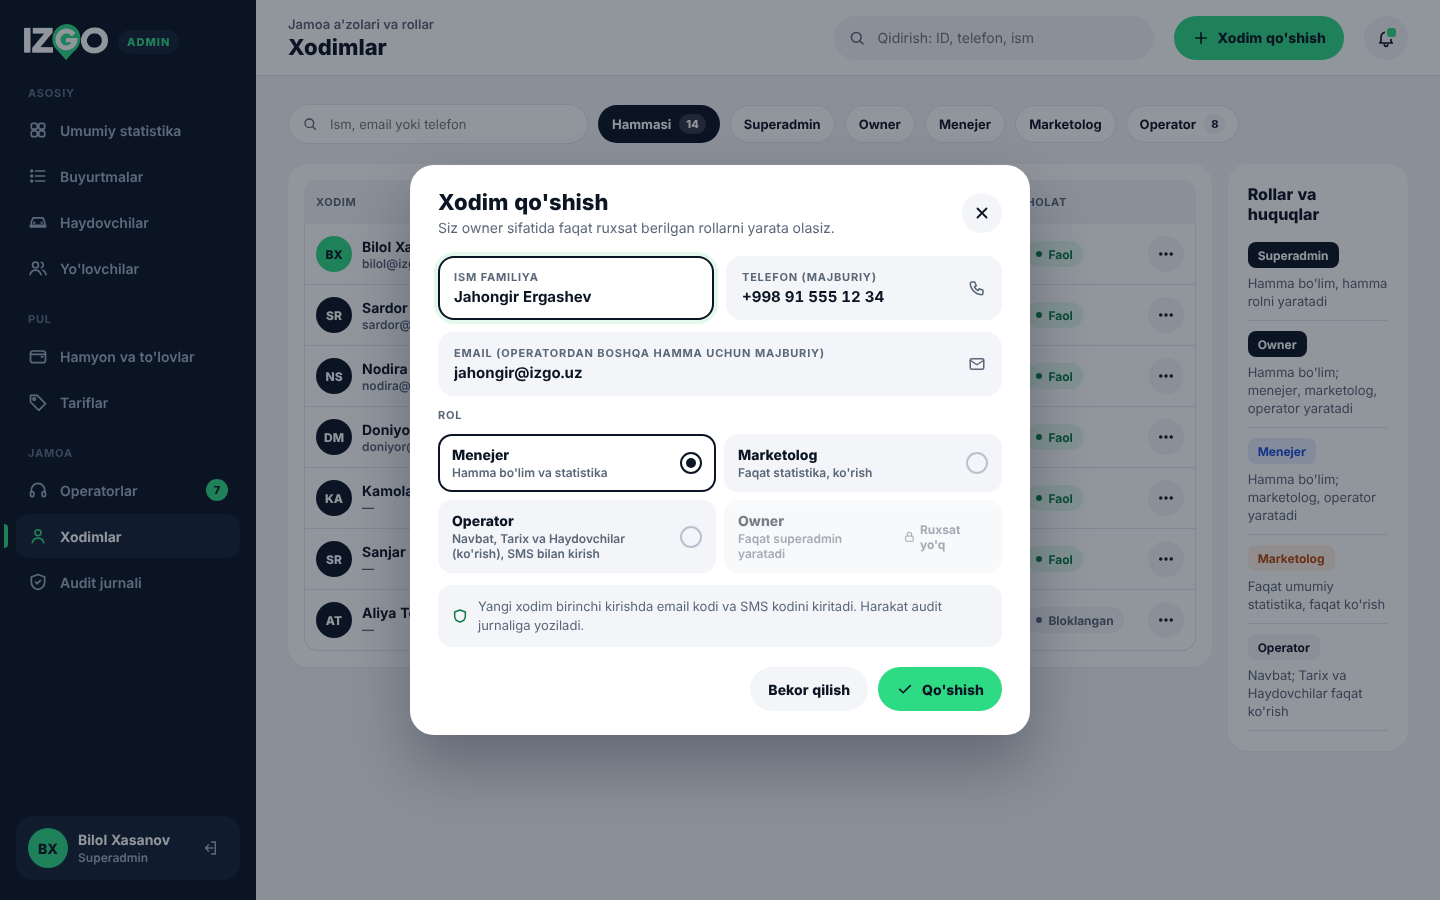 IZGO ADMIN
ASOSIY
Umumiy statistika
Buyurtmalar
Haydovchilar
Yo'lovchilar
PUL
Hamyon va to'lovlar
Tariflar
JAMOA
Operatorlar 7
Xodimlar
Audit jurnali
BX Bilol Xasanov
Superadmin
Jamoa a'zolari va rollar
Xodimlar
Qidirish: ID, telefon, ism
Xodim qo'shish
Ism, email yoki telefon
Hammasi 14
Superadmin
Owner
Menejer
Marketolog
Operator 8
XODIM
BX Bilol
Faol
SR Sardor
Faol
NS Nodira
Faol
DM
Faol
KA
Faol
SR Sanjar
—
Faol
AT Aliya
—
Bloklangan
Xodim qo'shish
Siz owner sifatida faqat ruxsat berilgan rollarni yarata olasiz.
ISM FAMILIYA
Jahongir Ergashev
TELEFON (MAJBURIY)
+998 91 555 12 34
EMAIL (OPERATORDAN BOSHQA HAMMA UCHUN MAJBURIY)
jahongir@izgo.uz
ROL
Menejer
Hamma bo'lim va statistika
Marketolog
Faqat statistika, ko'rish
Operator
Navbat, Tarix va Haydovchilar
(ko'rish), SMS bilan kirish
Owner
Faqat superadmin
yaratadi
Ruxsat
yo'q
Yangi xodim birinchi kirishda email kodi va SMS kodini kiritadi. Harakat audit
jurnaliga yoziladi.
Bekor qilish
Qo'shish
Rollar va
huquqlar
Superadmin
Hamma bo'lim, hamma
rolni yaratadi
Owner
Hamma bo'lim;
menejer, marketolog,
operator yaratadi
Menejer
Hamma bo'lim;
marketolog, operator
yaratadi
Marketolog
Faqat umumiy
statistika, faqat ko'rish
Operator
Navbat; Tarix va
Haydovchilar faqat
ko'rish